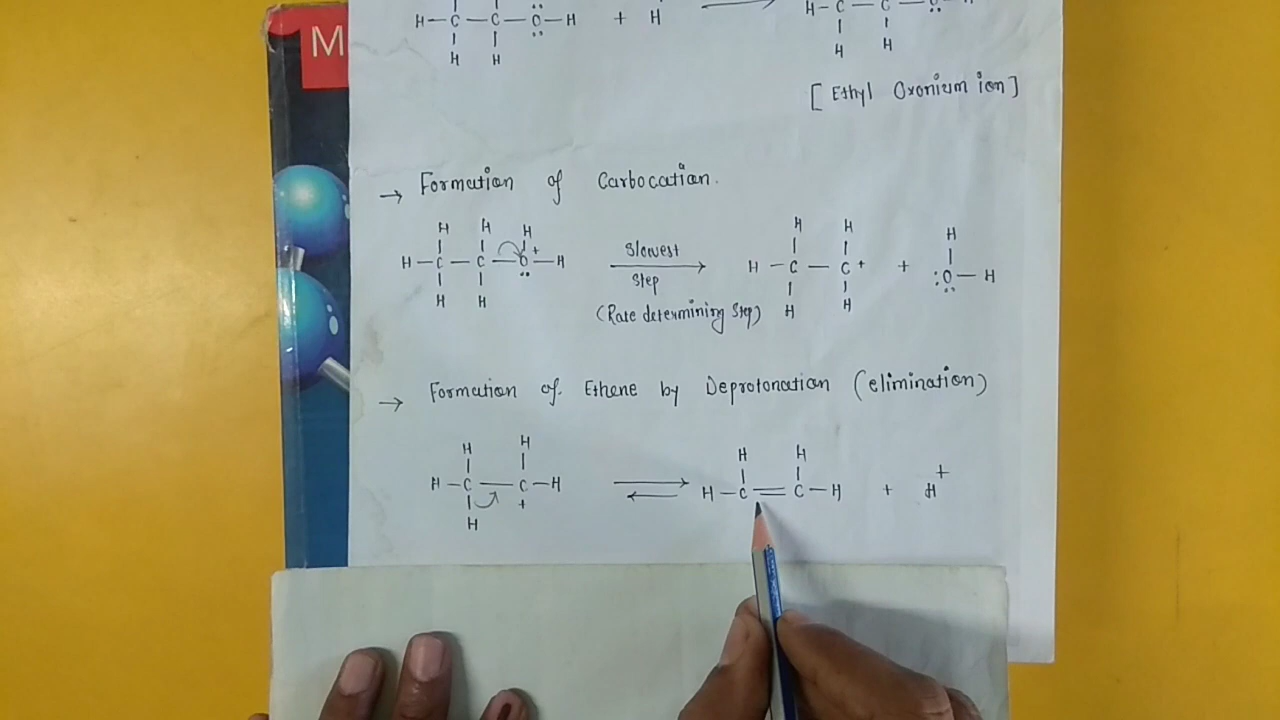 M
H-C-C-O-H + H ⟶ H-C-C-
H H H H
[Ethyl Oxonium ion]
→ Formation of Carbocation.
H H H
H-C-C-O-H Slowest H-C-C+ + :O-H
H H Step H H
(Rate determining Step)
→ Formation of Ethene by Deprotonation (elimination)
H H H H
H-C-C-H ⇌ H-C=C-H + H+
H +